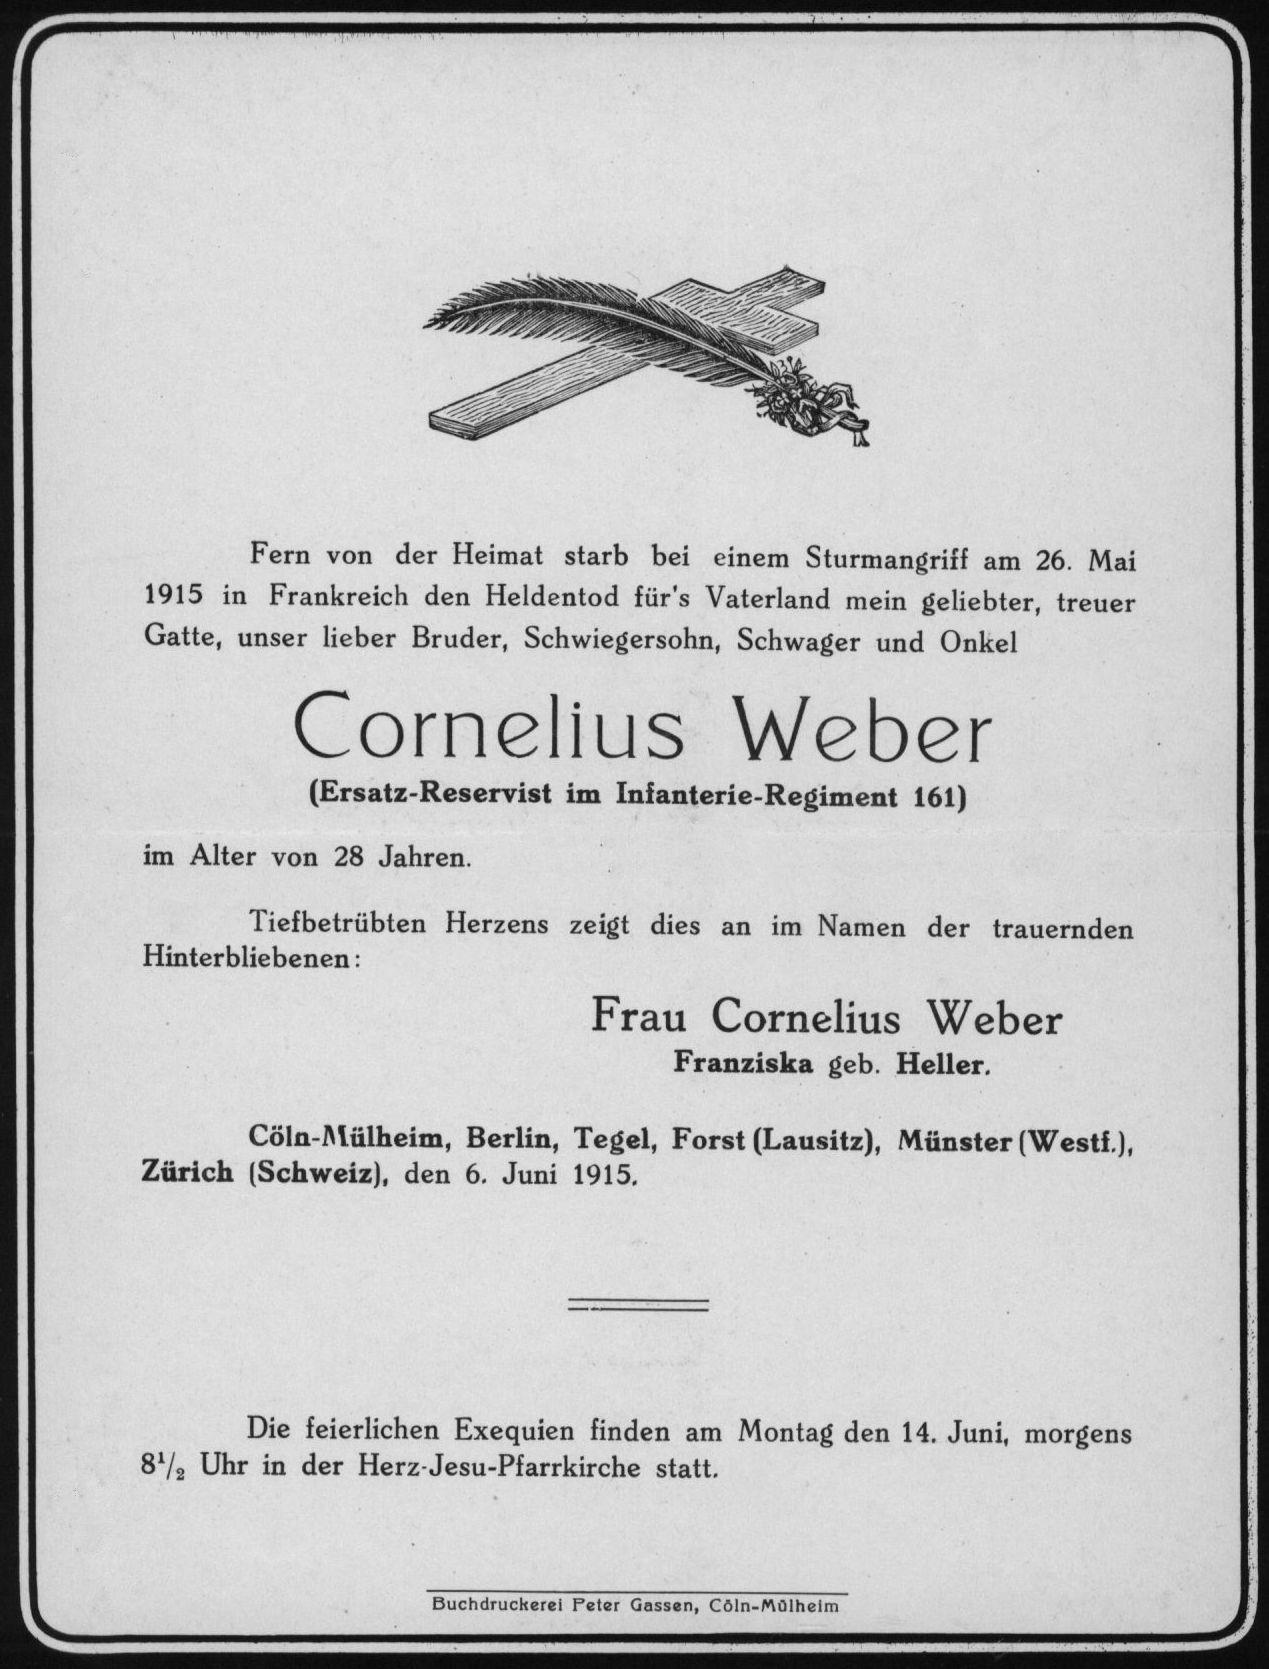 Fern von der Heimat starb bei einem Sturmangriff am 26. Mai
1915 in Frankreich den Heldentod für's Vaterland mein geliebter, treuer
Gatte, unser lieber Bruder, Schwiegersohn, Schwager und Onkel
Cornelius Weber
(Ersatz-Reservist im Infanterie-Regiment 161)
im Alter von 28 Jahren.
Tiefbetrübten Herzens zeigt dies an im Namen der trauernden
Hinterbliebenen:
Frau Cornelius Weber
Franziska geb. Heller.
Cöln-Mülheim, Berlin, Tegel, Forst (Lausitz), Münster (Westf.),
Zürich (Schweiz), den 6. Juni 1915.
Die feierlichen Exequien finden am Montag den 14. Juni, morgens
8¹/₂ Uhr in der Herz-Jesu-Pfarrkirche statt.
Buchdruckerei Peter Gassen, Cöln-Mülheim